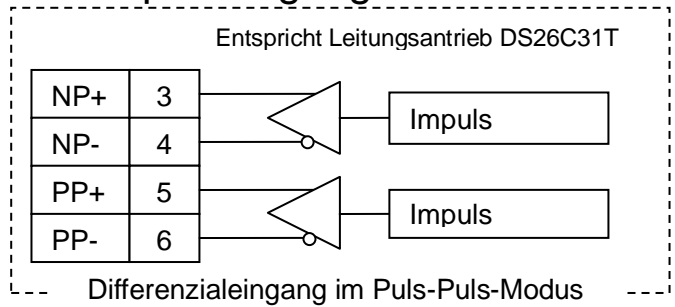 Entspricht Leitungsantrieb DS26C31T
NP+ 3
NP- 4
Impuls
PP+ 5
PP- 6
Impuls
Differenzialeingang im Puls-Puls-Modus